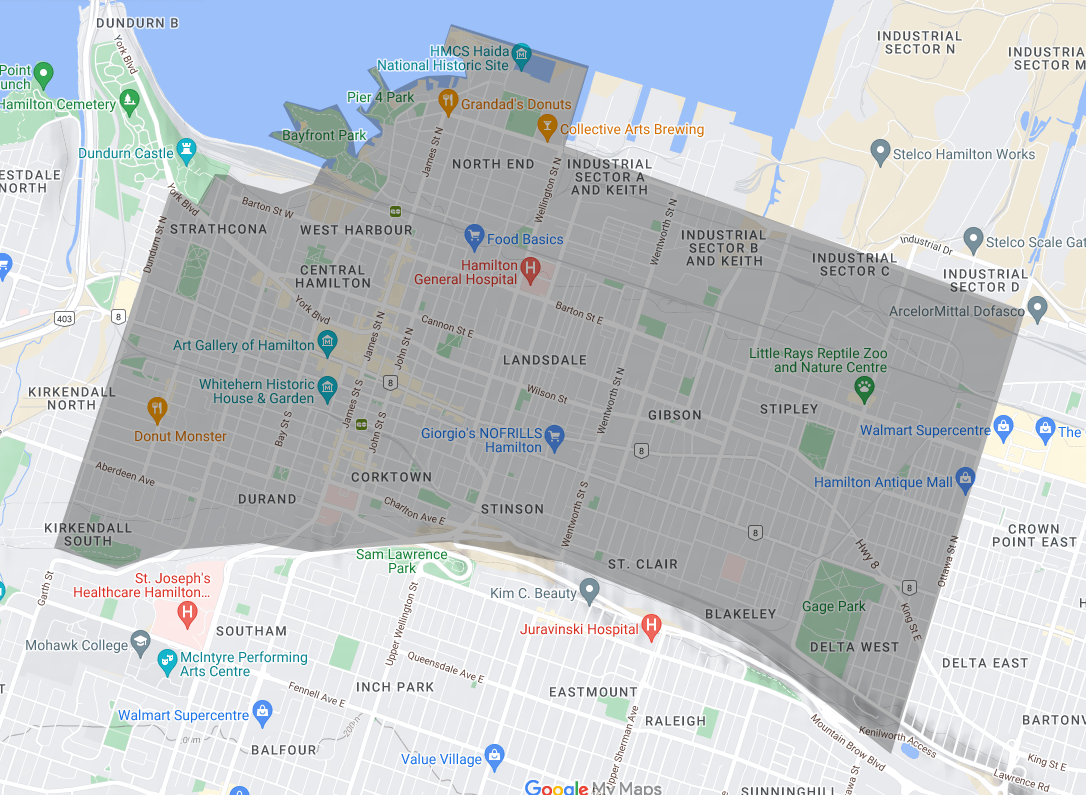 DUNDURN B
York Blvd
INDUSTRIAL
SECTOR N
INDUSTRIA
SECTOR M
HMCS Haida
National Historic Site
Point
unch
Hamilton Cemetery
Pier 4 Park
Grandad's Donuts
Bayfront Park
Collective Arts Brewing
James St N
Dundurn Castle
Stelco Hamilton Works
NORTH END
INDUSTRIAL
SECTOR A
AND KEITH
ESTDALE
NORTH
York Blvd
Barton St W
Wellington St N
Wentworth St N
STRATHCONA
WEST HARBOUR
Dundurn St N
Food Basics
INDUSTRIAL
SECTOR B
AND KEITH
Industrial Dr
Stelco Scale Gat
INDUSTRIAL
SECTOR C
CENTRAL
HAMILTON
Hamilton
General Hospital
INDUSTRIAL
SECTOR D
York Blvd
Barton St E
ArcelorMittal Dofasco
403
8
Cannon St E
James St N
John St N
Art Gallery of Hamilton
LANDSDALE
Little Rays Reptile Zoo
and Nature Centre
Whitehern Historic
House & Garden
8
KIRKENDALL
NORTH
Wilson St
Wentworth St N
James St S
John St S
Bay St S
GIBSON
STIPLEY
Donut Monster
Giorgio's NOFRILLS
Hamilton
Walmart Supercentre
The
8
Aberdeen Ave
CORKTOWN
Hamilton Antique Mall
DURAND
Charlton Ave E
STINSON
Wentworth St S
KIRKENDALL
SOUTH
8
CROWN
POINT EAST
Hwy 8
Sam Lawrence
Park
ST. CLAIR
Ottawa St N
Garth St
St. Joseph's
Healthcare Hamilton...
Kim C. Beauty
8
Gage Park
BLAKELEY
King St E
Upper Wellington St
Juravinski Hospital
SOUTHAM
Mohawk College
DELTA WEST
McIntyre Performing
Arts Centre
Queensdale Ave E
DELTA EAST
Fennell Ave E
INCH PARK
EASTMOUNT
Walmart Supercentre
RALEIGH
Upper Sherman Ave
BARTONV
Mountain Brow Blvd
Kenilworth Access
BALFOUR
Value Village
King St E
Lawrence Rd
Google My Maps
SUNNINGHILL